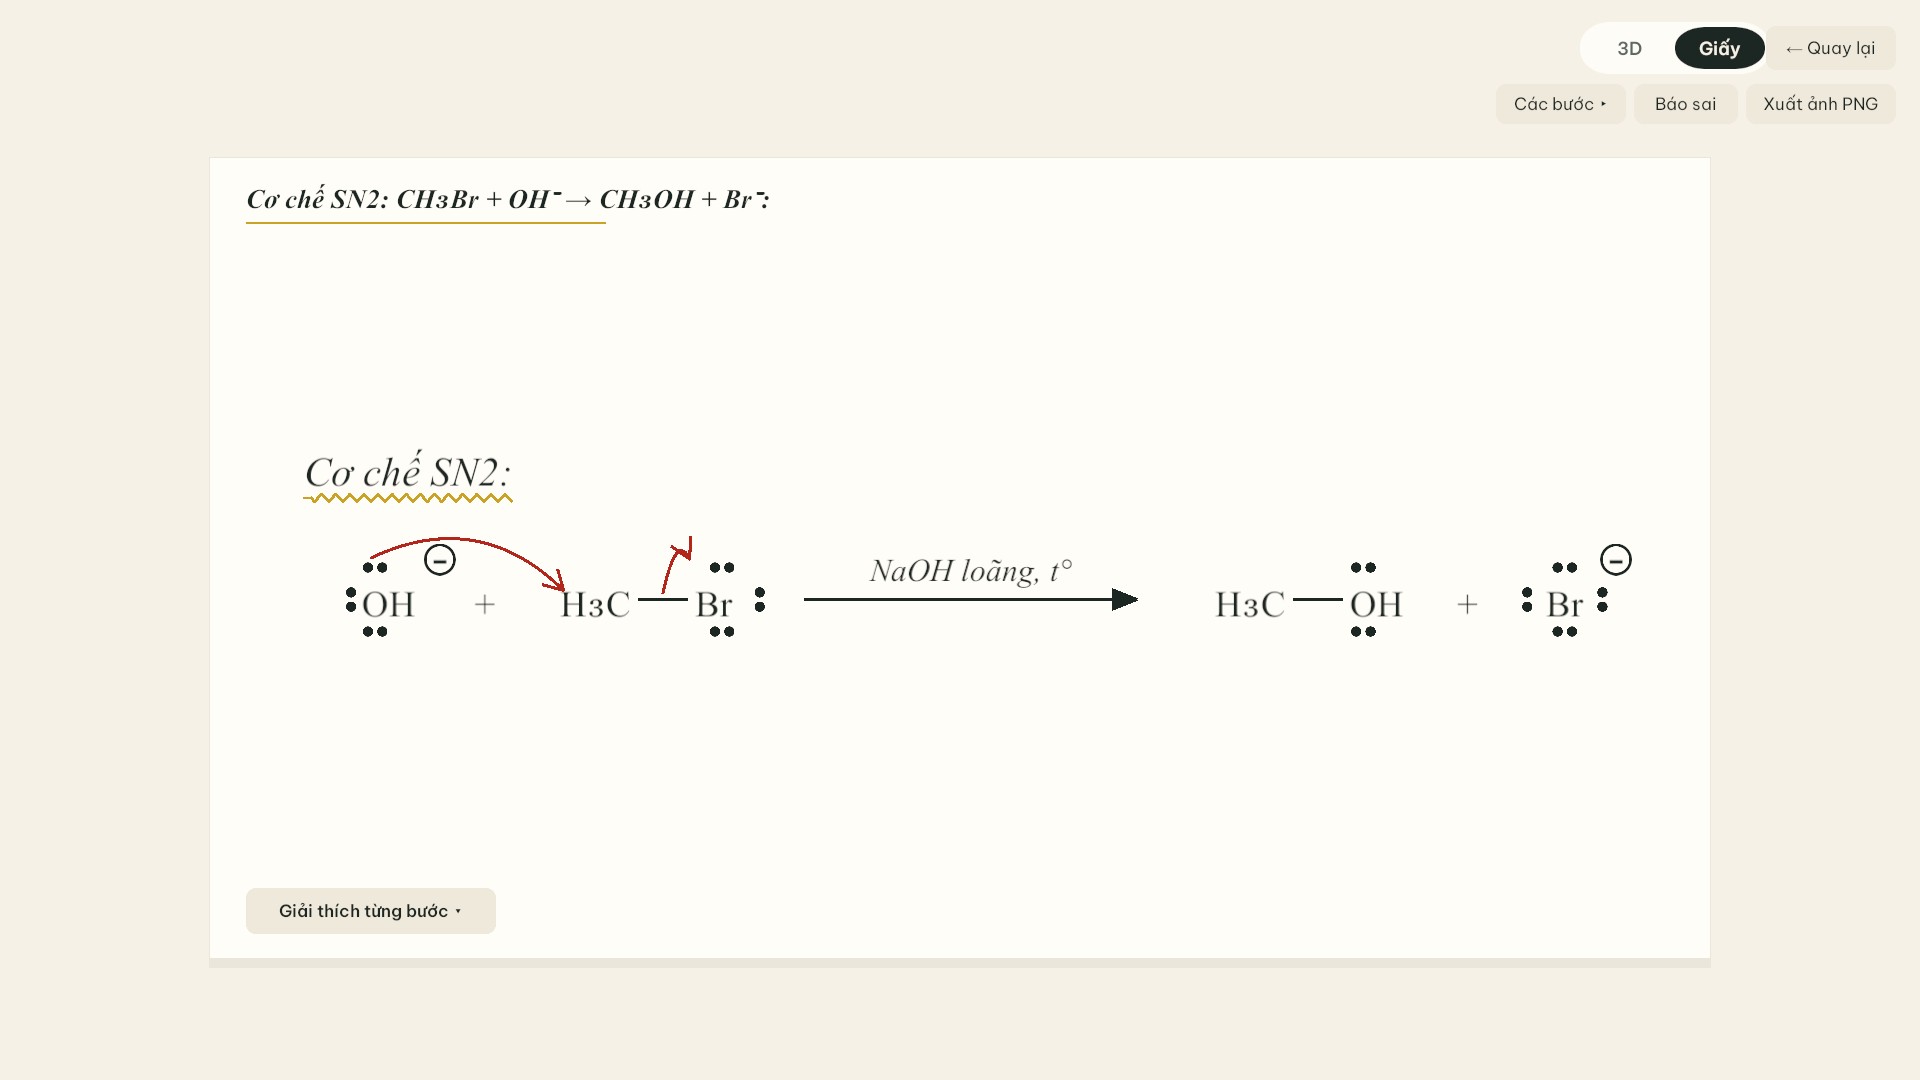 3D Giấy ← Quay lại
Các bước ▸ Báo sai Xuất ảnh PNG
Cơ chế SN2: CH₃Br + OH⁻ → CH₃OH + Br⁻:
Cơ chế SN2:
OH ⊖ + H₃C — Br NaOH loãng, t° H₃C — OH + Br ⊖
Giải thích từng bước ▾